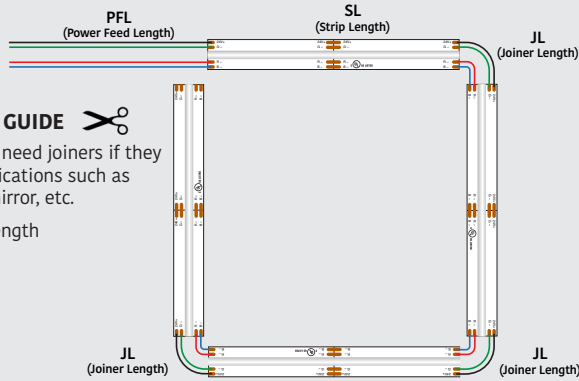 PFL
(Power Feed Length)
SL
(Strip Length)
JL
(Joiner Length)
GUIDE
need joiners if they
ications such as
irror, etc.
ngth
JL
(Joiner Length)
JL
(Joiner Length)